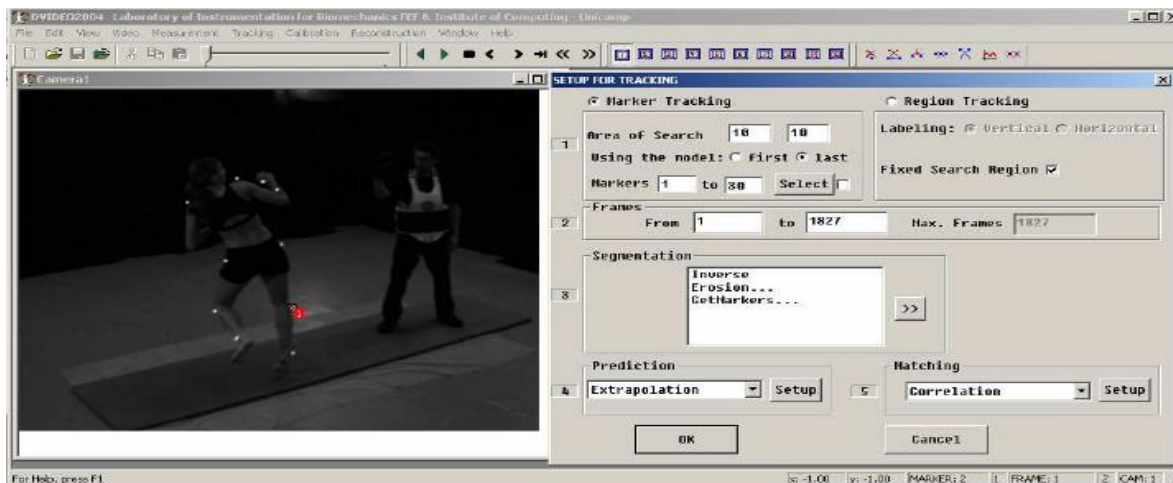 DVIDEO2004 - Laboratory of Instrumentation for Biomechanics FEF & Institute of Computing - Unicamp
File Edit View Video Measurement Tracking Calibration Reconstruction Window Help
Camera1
SETUP FOR TRACKING
Marker Tracking
Region Tracking
1
Area of Search 10 10
Using the model: first last
Markers 1 to 30 Select
Labeling: Vertical Horizontal
Fixed Search Region
Frames
2
From 1 to 1827 Max. Frames 1827
Segmentation
3
Inverse
Erosion...
GetMarkers...
>>
Prediction
4
Extrapolation Setup
Matching
5
Correlation Setup
OK
Cancel
For Help, press F1
x: -1.00 y: -1.00 MARKER: 2 1 FRAME: 1 2 CAM: 1